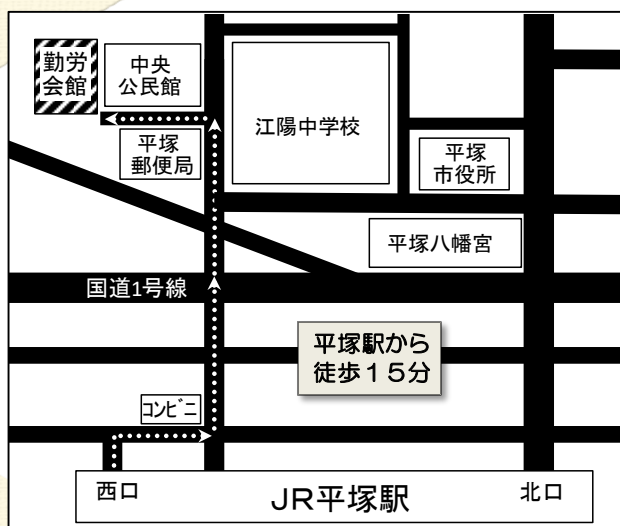 勤労
会館
中央
公民館
江陽中学校
平塚
郵便局
平塚
市役所
平塚八幡宮
国道1号線
平塚駅から
徒歩15分
コンビニ
西口
JR平塚駅
北口